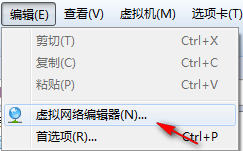 编辑(E) 查看(V) 虚拟机(M) 选项卡(T)
剪切(T) Ctrl+X
复制(C) Ctrl+C
粘贴(P) Ctrl+V
虚拟网络编辑器(N)...
首选项(R)... Ctrl+P